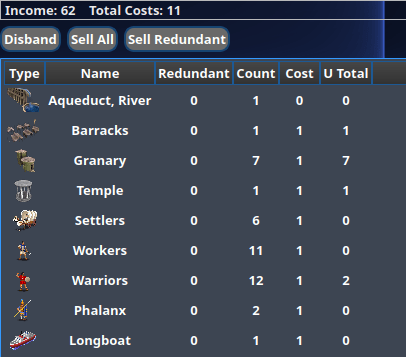 Income: 62 Total Costs: 11
Disband Sell All Sell Redundant
Type Name Redundant Count Cost U Total
Aqueduct, River 0 1 0 0
Barracks 0 1 1 1
Granary 0 7 1 7
Temple 0 1 1 1
Settlers 0 6 1 0
Workers 0 11 1 0
Warriors 0 12 1 2
Phalanx 0 2 1 0
Longboat 0 1 1 0